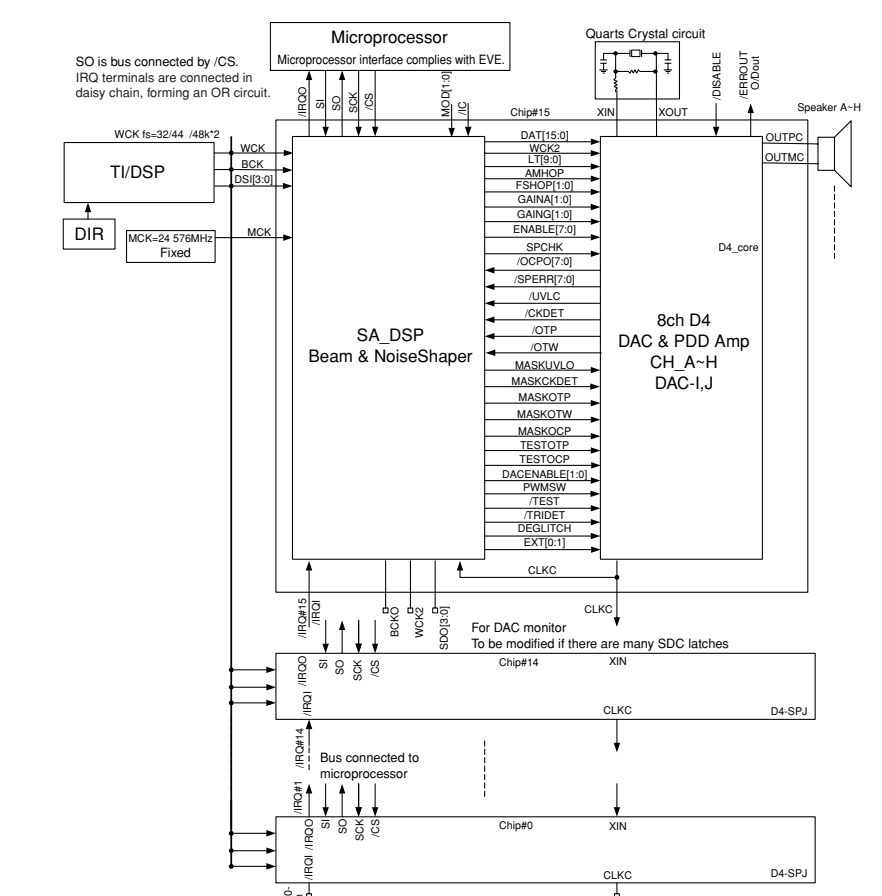 Microprocessor
Microprocessor interface complies with EVE.
Quarts Crystal circuit
SO is bus connected by /CS.
IRQ terminals are connected in
daisy chain, forming an OR circuit.
/IRQO
SI
SO
SCK
/CS
MOD[1:0]
/IC
Chip#15
XIN
XOUT
/DISABLE
/ERROUT
O/Dout
Speaker A~H
WCK fs=32/44 /48k*2
TI/DSP
WCK
BCK
DSI[3:0]
DIR
MCK=24 576MHz
Fixed
MCK
SA_DSP
Beam & NoiseShaper
DAT[15:0]
WCK2
LT[9:0]
AMHOP
FSHOP[1:0]
GAINA[1:0]
GAING[1:0]
ENABLE[7:0]
SPCHK
/OCPO[7:0]
/SPERR[7:0]
/UVLC
/CKDET
/OTP
/OTW
MASKUVLO
MASKCKDET
MASKOTP
MASKOTW
MASKOCP
TESTOTP
TESTOCP
DACENABLE[1:0]
PWMSW
/TEST
/TRIDET
DEGLITCH
EXT[0:1]
CLKC
OUTPC
OUTMC
D4_core
8ch D4
DAC & PDD Amp
CH_A~H
DAC-I,J
/IRQ#15
/IRQI
BCKO
WCK2
SDO[3:0]
CLKC
For DAC monitor
To be modified if there are many SDC latches
/IRQO
SI
SO
SCK
/CS
Chip#14
XIN
/IRQI
CLKC
D4-SPJ
/IRQ#14
Bus connected to
microprocessor
/IRQ#1
/IRQO
SI
SO
SCK
/CS
Chip#0
XIN
/IRQI
CLKC
D4-SPJ